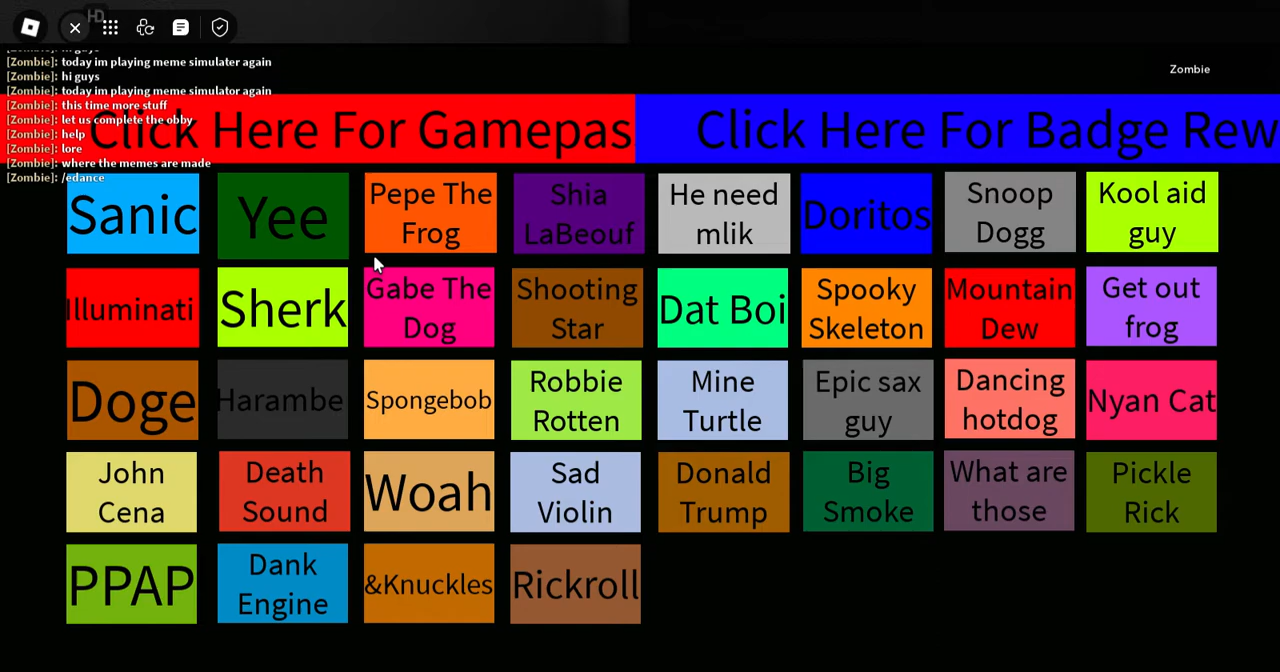 HD
[Zombie]: hi guys
[Zombie]: today im playing meme simulater again
[Zombie]: hi guys
[Zombie]: today im playing meme simulator again
[Zombie]: this time more stuff
[Zombie]: let us complete the obby
[Zombie]: help
[Zombie]: lore
[Zombie]: where the memes are made
[Zombie]: /edance
Zombie
Click Here For Gamepas
Click Here For Badge Rew
Sanic
Yee
Pepe The
Frog
Shia
LaBeouf
He need
mlik
Doritos
Snoop
Dogg
Kool aid
guy
Illuminati
Sherk
Gabe The
Dog
Shooting
Star
Dat Boi
Spooky
Skeleton
Mountain
Dew
Get out
frog
Doge
Harambe
Spongebob
Robbie
Rotten
Mine
Turtle
Epic sax
guy
Dancing
hotdog
Nyan Cat
John
Cena
Death
Sound
Woah
Sad
Violin
Donald
Trump
Big
Smoke
What are
those
Pickle
Rick
PPAP
Dank
Engine
&Knuckles
Rickroll